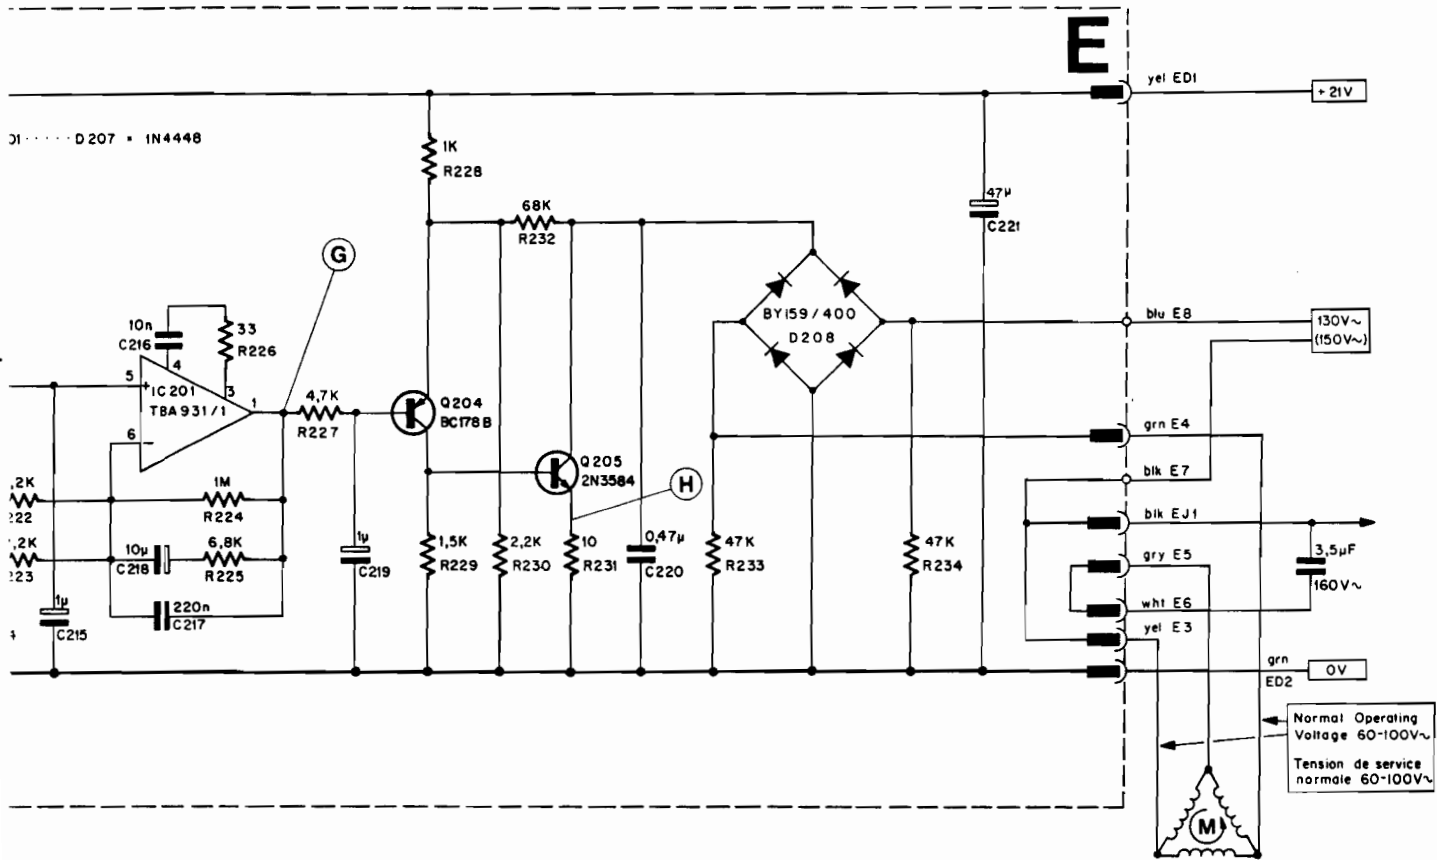 E
yel ED1
+21V
D207 = 1N4448
1K
R228
68K
R232
47µ
C221
G
10n
C216
33
R226
4
3
5
+
IC201
TBA931/1
1
6
−
4,7K
R227
Q204
BC178B
BY159/400
D208
blu E8
130V~
(150V~)
grn E4
Q205
2N3584
H
blk E7
,2K
222
1M
R224
,2K
223
10µ
C218
6,8K
R225
220n
C217
1µ
C215
1µ
C219
1,5K
R229
2,2K
R230
10
R231
0,47µ
C220
47K
R233
47K
R234
blk EJ1
gry E5
3,5µF
160V~
wht E6
yel E3
grn
ED2
0V
Normal Operating
Voltage 60-100V~
Tension de service
normale 60-100V~
M